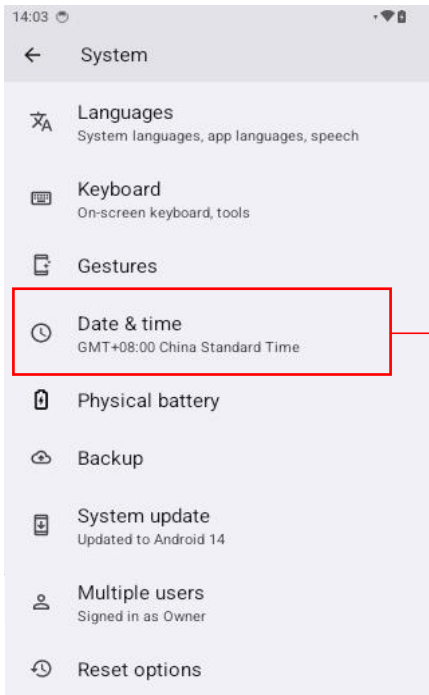 14:03
System
Languages
System languages, app languages, speech
Keyboard
On-screen keyboard, tools
Gestures
Date & time
GMT+08:00 China Standard Time
Physical battery
Backup
System update
Updated to Android 14
Multiple users
Signed in as Owner
Reset options